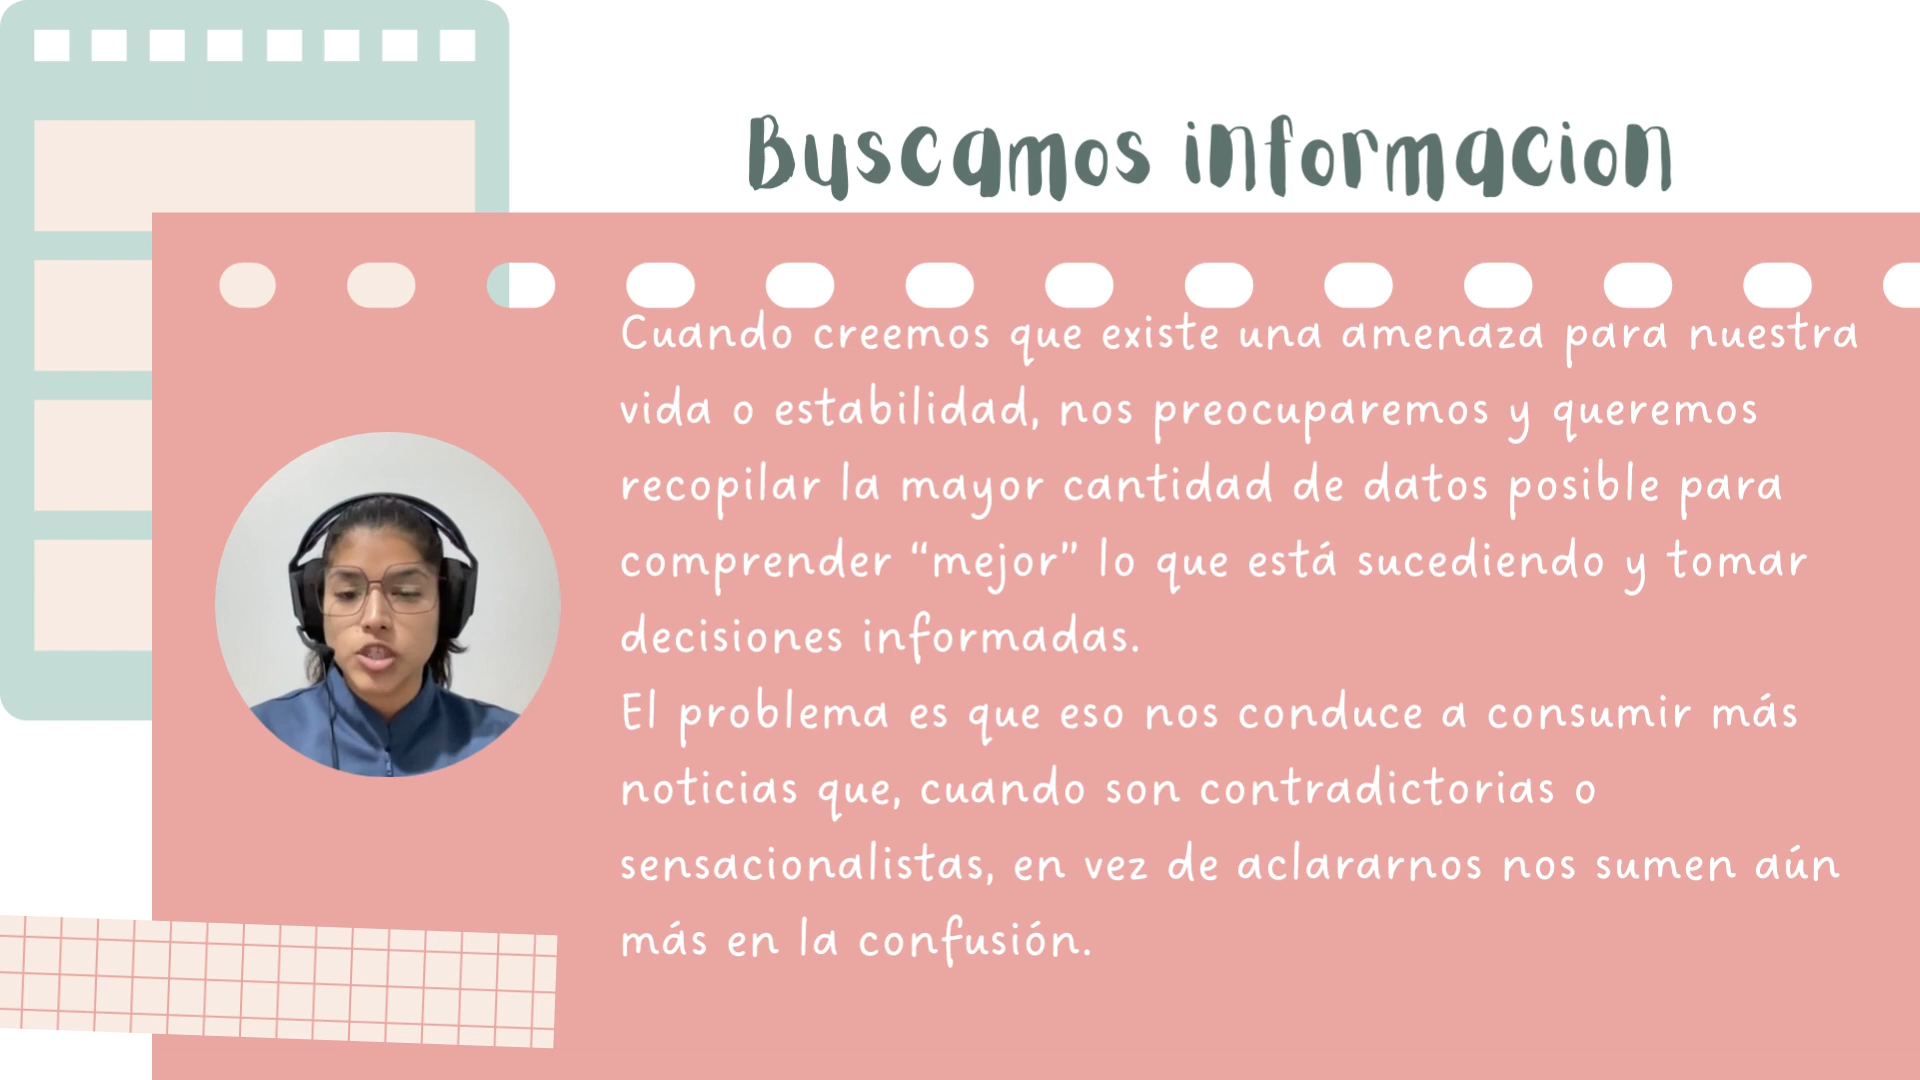 Buscamos informacion
Cuando creemos que existe una amenaza para nuestra
vida o estabilidad, nos preocuparemos y queremos
recopilar la mayor cantidad de datos posible para
comprender “mejor” lo que está sucediendo y tomar
decisiones informadas.
El problema es que eso nos conduce a consumir más
noticias que, cuando son contradictorias o
sensacionalistas, en vez de aclararnos nos sumen aún
más en la confusión.